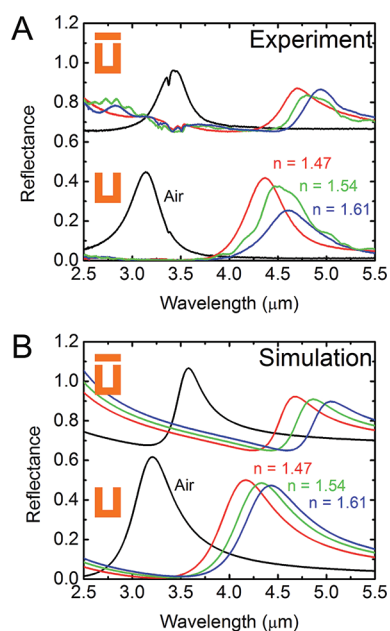 A
Experiment
1.2
1.0
0.8
0.6
0.4
0.2
0.0
Reflectance
n = 1.47
n = 1.54
n = 1.61
Air
2.5 3.0 3.5 4.0 4.5 5.0 5.5
Wavelength (μm)
B
Simulation
1.2
1.0
0.8
0.6
0.4
0.2
0.0
Reflectance
n = 1.47
n = 1.54
n = 1.61
Air
2.5 3.0 3.5 4.0 4.5 5.0 5.5
Wavelength (μm)